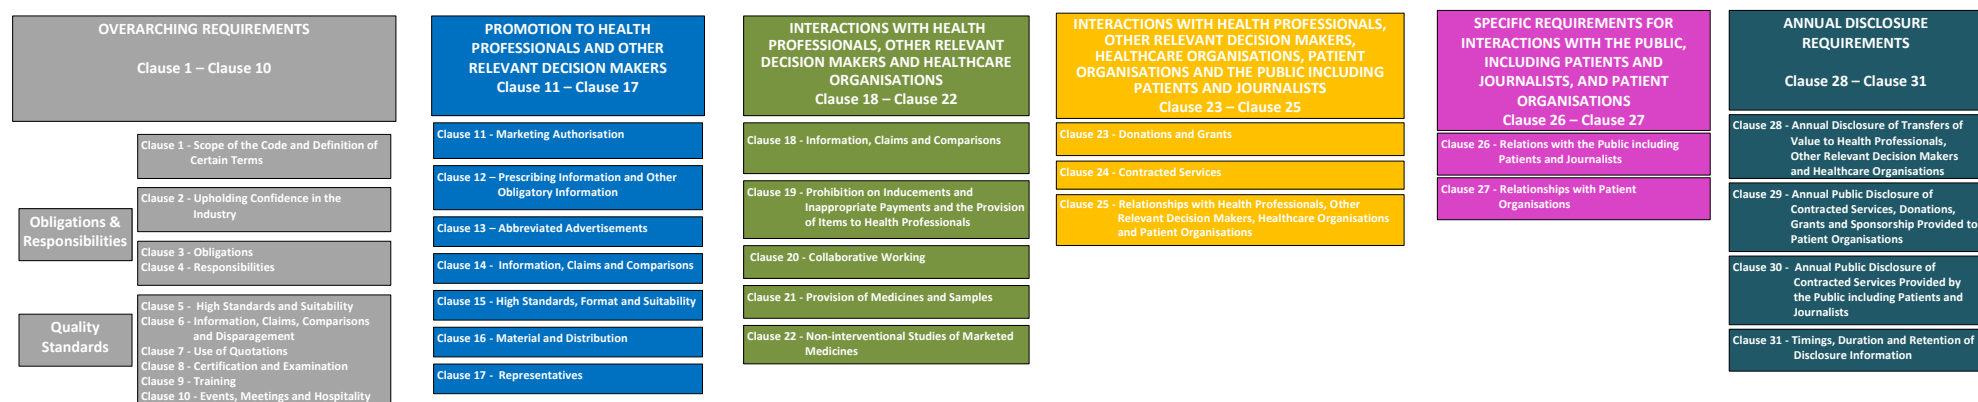 OVERARCHING REQUIREMENTS
Clause 1 – Clause 10
Clause 1 - Scope of the Code and Definition of
Certain Terms
Clause 2 - Upholding Confidence in the
Industry
Obligations &
Responsibilities
Clause 3 - Obligations
Clause 4 - Responsibilities
Quality
Standards
Clause 5 - High Standards and Suitability
Clause 6 - Information, Claims, Comparisons
and Disparagement
Clause 7 - Use of Quotations
Clause 8 - Certification and Examination
Clause 9 - Training
Clause 10 - Events, Meetings and Hospitality
PROMOTION TO HEALTH
PROFESSIONALS AND OTHER
RELEVANT DECISION MAKERS
Clause 11 – Clause 17
Clause 11 - Marketing Authorisation
Clause 12 – Prescribing Information and Other
Obligatory Information
Clause 13 – Abbreviated Advertisements
Clause 14 - Information, Claims and Comparisons
Clause 15 - High Standards, Format and Suitability
Clause 16 - Material and Distribution
Clause 17 - Representatives
INTERACTIONS WITH HEALTH
PROFESSIONALS, OTHER RELEVANT
DECISION MAKERS AND HEALTHCARE
ORGANISATIONS
Clause 18 – Clause 22
Clause 18 - Information, Claims and Comparisons
Clause 19 - Prohibition on Inducements and
Inappropriate Payments and the Provision
of Items to Health Professionals
Clause 20 - Collaborative Working
Clause 21 - Provision of Medicines and Samples
Clause 22 - Non-interventional Studies of Marketed
Medicines
INTERACTIONS WITH HEALTH PROFESSIONALS,
OTHER RELEVANT DECISION MAKERS,
HEALTHCARE ORGANISATIONS, PATIENT
ORGANISATIONS AND THE PUBLIC INCLUDING
PATIENTS AND JOURNALISTS
Clause 23 – Clause 25
Clause 23 - Donations and Grants
Clause 24 - Contracted Services
Clause 25 - Relationships with Health Professionals, Other
Relevant Decision Makers, Healthcare Organisations
and Patient Organisations
SPECIFIC REQUIREMENTS FOR
INTERACTIONS WITH THE PUBLIC,
INCLUDING PATIENTS AND
JOURNALISTS, AND PATIENT
ORGANISATIONS
Clause 26 – Clause 27
Clause 26 - Relations with the Public including
Patients and Journalists
Clause 27 - Relationships with Patient
Organisations
ANNUAL DISCLOSURE
REQUIREMENTS
Clause 28 – Clause 31
Clause 28 - Annual Disclosure of Transfers of
Value to Health Professionals,
Other Relevant Decision Makers
and Healthcare Organisations
Clause 29 - Annual Public Disclosure of
Contracted Services, Donations,
Grants and Sponsorship Provided to
Patient Organisations
Clause 30 - Annual Public Disclosure of
Contracted Services Provided by
the Public including Patients and
Journalists
Clause 31 - Timings, Duration and Retention of
Disclosure Information